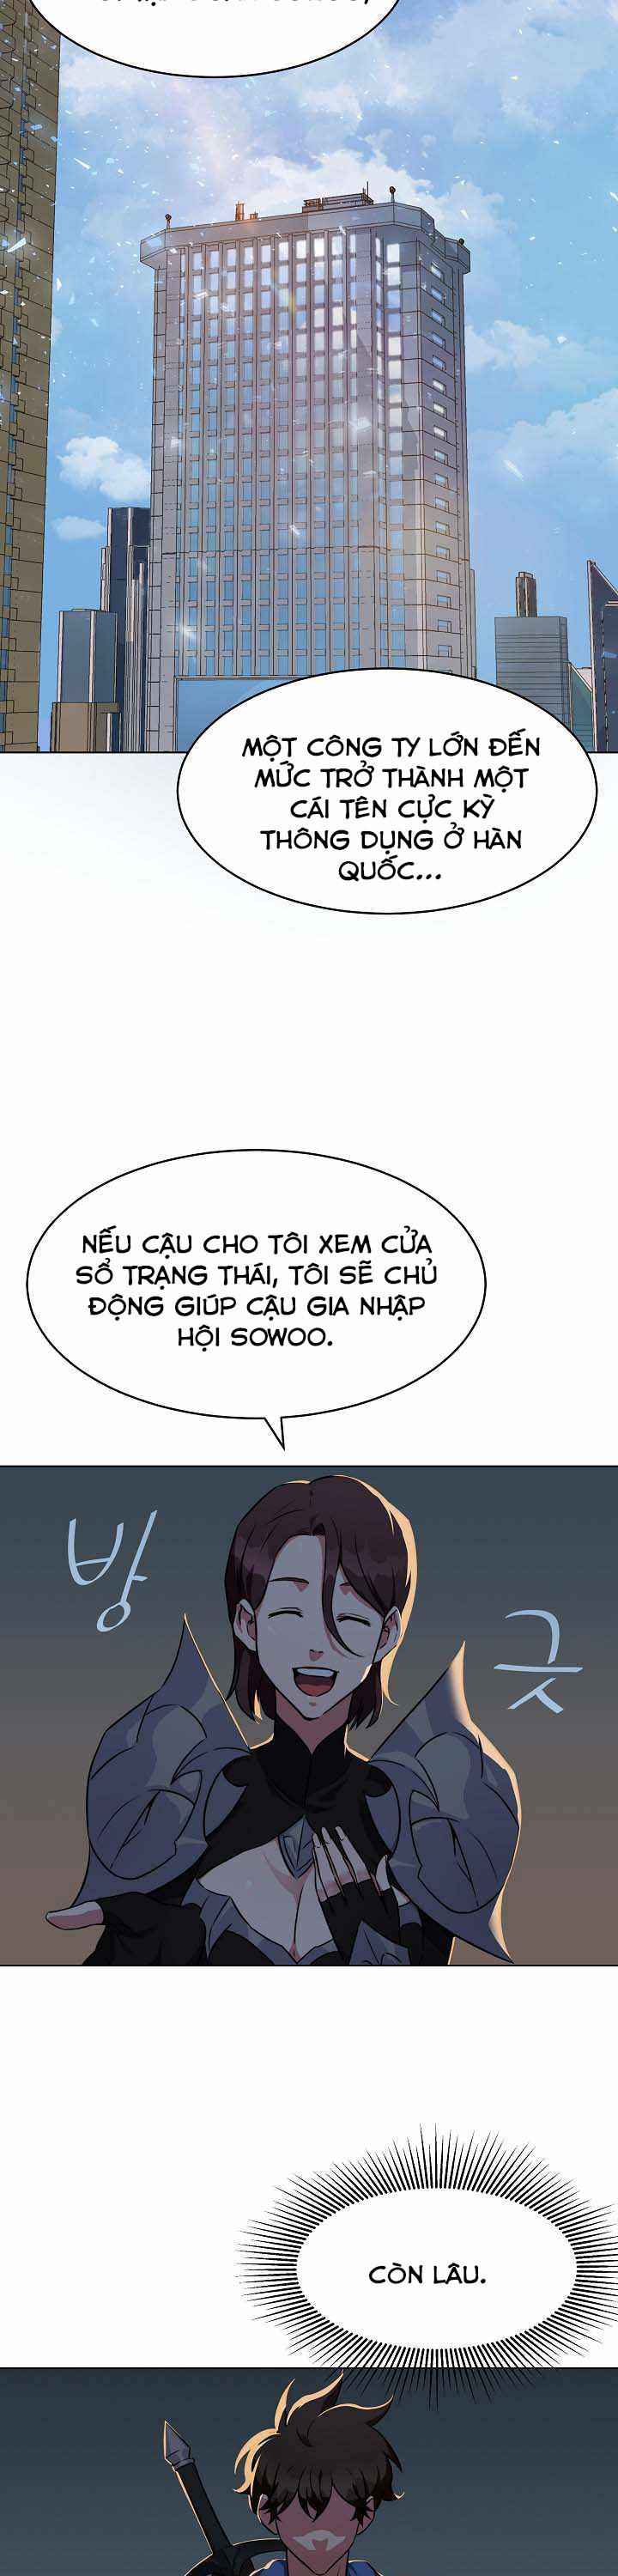 MỘT CÔNG TY LỚN ĐẾN
MỨC TRỞ THÀNH MỘT
CÁI TÊN CỰC KỲ
THÔNG DỤNG Ở HÀN
QUỐC...
NẾU CẬU CHO TÔI XEM CỬA
SỔ TRẠNG THÁI, TÔI SẼ CHỦ
ĐỘNG GIÚP CẬU GIA NHẬP
HỘI SOWOO.
방
긋
CÒN LÂU.